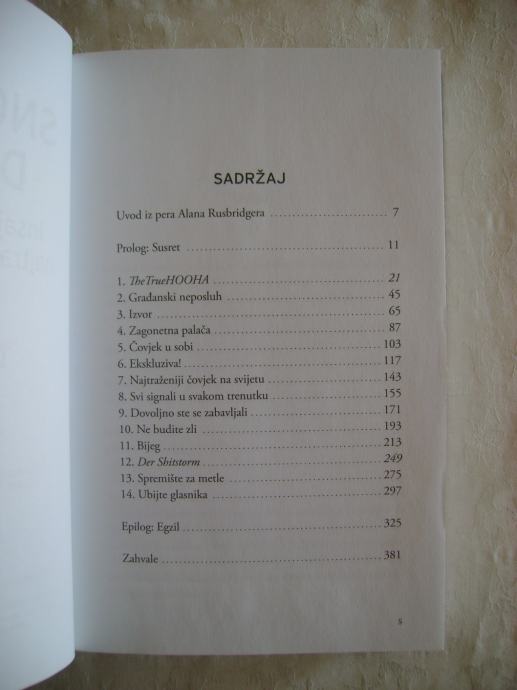 SADRŽAJ
Uvod iz pera Alana Rusbridgera ........ 7
Prolog: Susret ........ 11
1. TheTrueHOOHA ........ 21
2. Građanski neposluh ........ 45
3. Izvor ........ 65
4. Zagonetna palača ........ 87
5. Čovjek u sobi ........ 103
6. Ekskluziva! ........ 117
7. Najtraženiji čovjek na svijetu ........ 143
8. Svi signali u svakom trenutku ........ 155
9. Dovoljno ste se zabavljali ........ 171
10. Ne budite zli ........ 193
11. Bijeg ........ 213
12. Der Shitstorm ........ 249
13. Spremište za metle ........ 275
14. Ubijte glasnika ........ 297
Epilog: Egzil ........ 325
Zahvale ........ 381
5